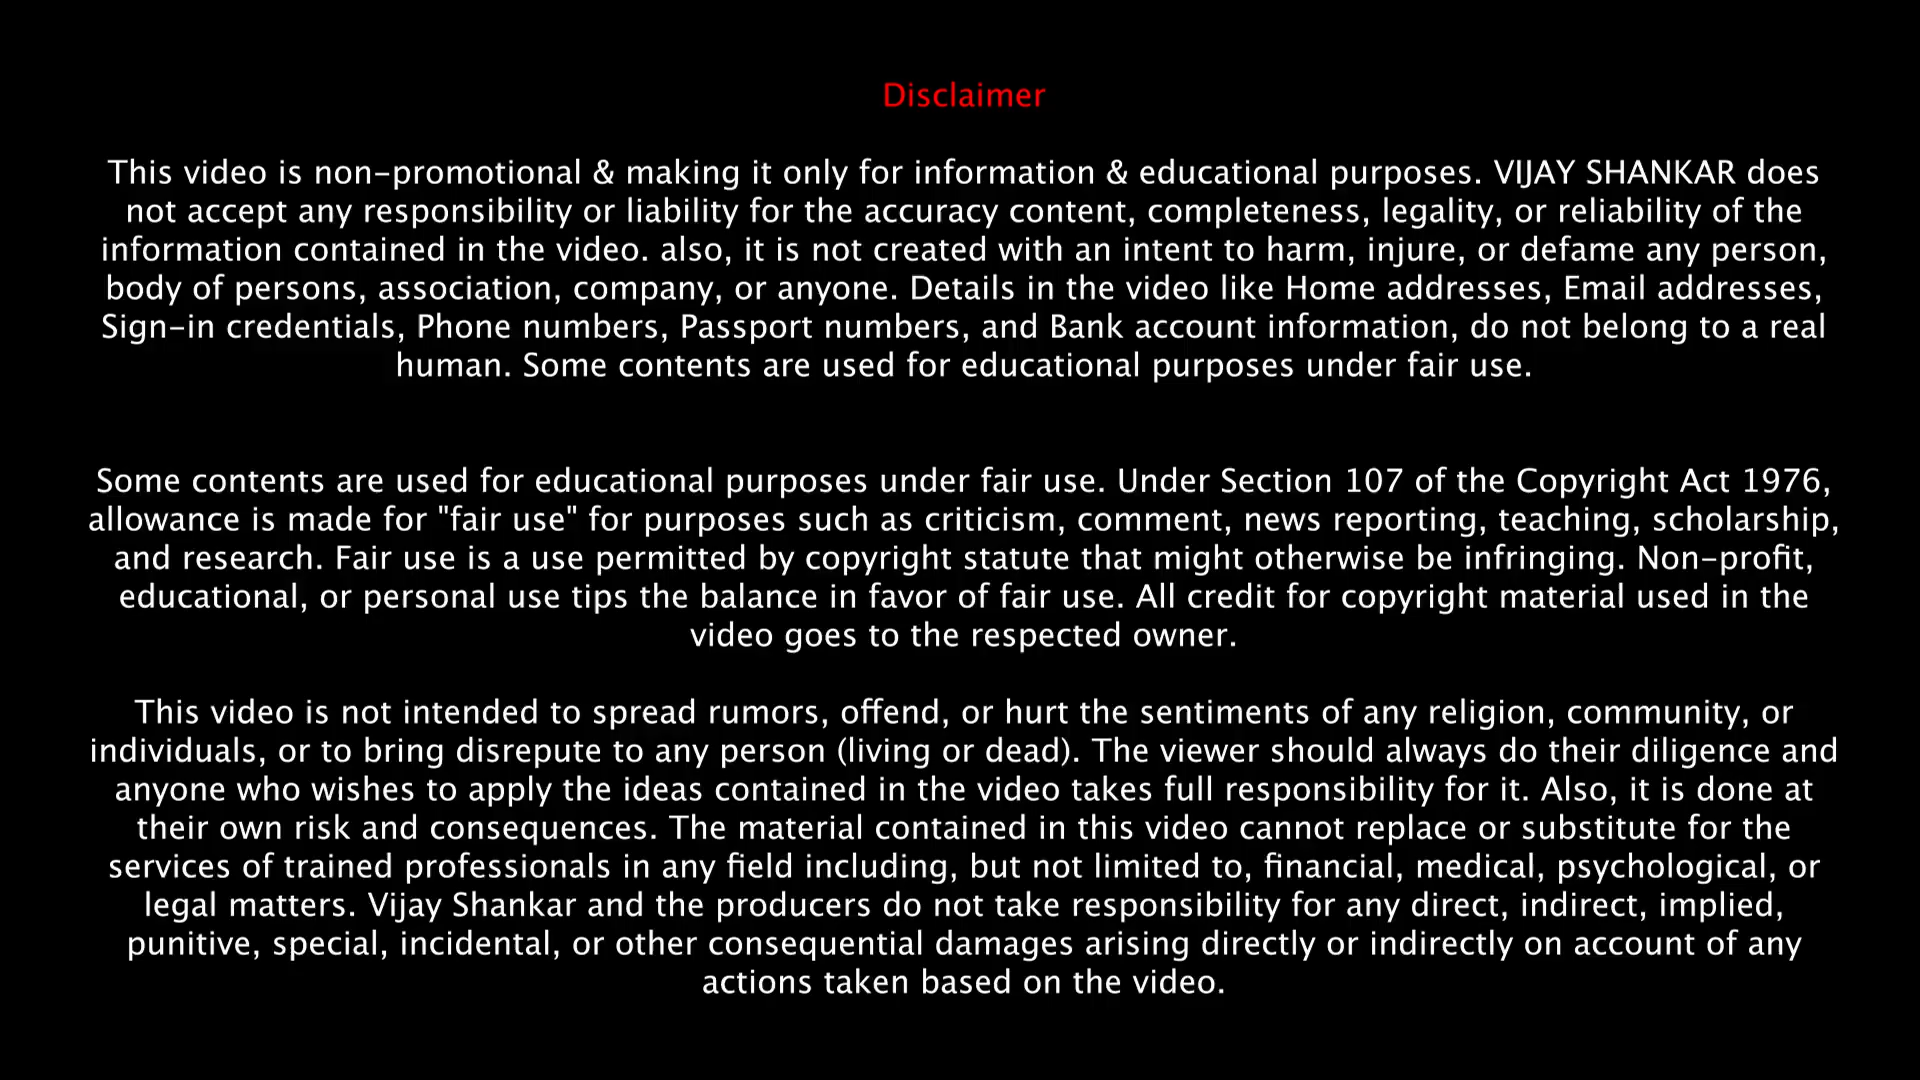 Disclaimer
This video is non-promotional & making it only for information & educational purposes. VIJAY SHANKAR does
not accept any responsibility or liability for the accuracy content, completeness, legality, or reliability of the
information contained in the video. also, it is not created with an intent to harm, injure, or defame any person,
body of persons, association, company, or anyone. Details in the video like Home addresses, Email addresses,
Sign-in credentials, Phone numbers, Passport numbers, and Bank account information, do not belong to a real
human. Some contents are used for educational purposes under fair use.
Some contents are used for educational purposes under fair use. Under Section 107 of the Copyright Act 1976,
allowance is made for "fair use" for purposes such as criticism, comment, news reporting, teaching, scholarship,
and research. Fair use is a use permitted by copyright statute that might otherwise be infringing. Non-profit,
educational, or personal use tips the balance in favor of fair use. All credit for copyright material used in the
video goes to the respected owner.
This video is not intended to spread rumors, offend, or hurt the sentiments of any religion, community, or
individuals, or to bring disrepute to any person (living or dead). The viewer should always do their diligence and
anyone who wishes to apply the ideas contained in the video takes full responsibility for it. Also, it is done at
their own risk and consequences. The material contained in this video cannot replace or substitute for the
services of trained professionals in any field including, but not limited to, financial, medical, psychological, or
legal matters. Vijay Shankar and the producers do not take responsibility for any direct, indirect, implied,
punitive, special, incidental, or other consequential damages arising directly or indirectly on account of any
actions taken based on the video.